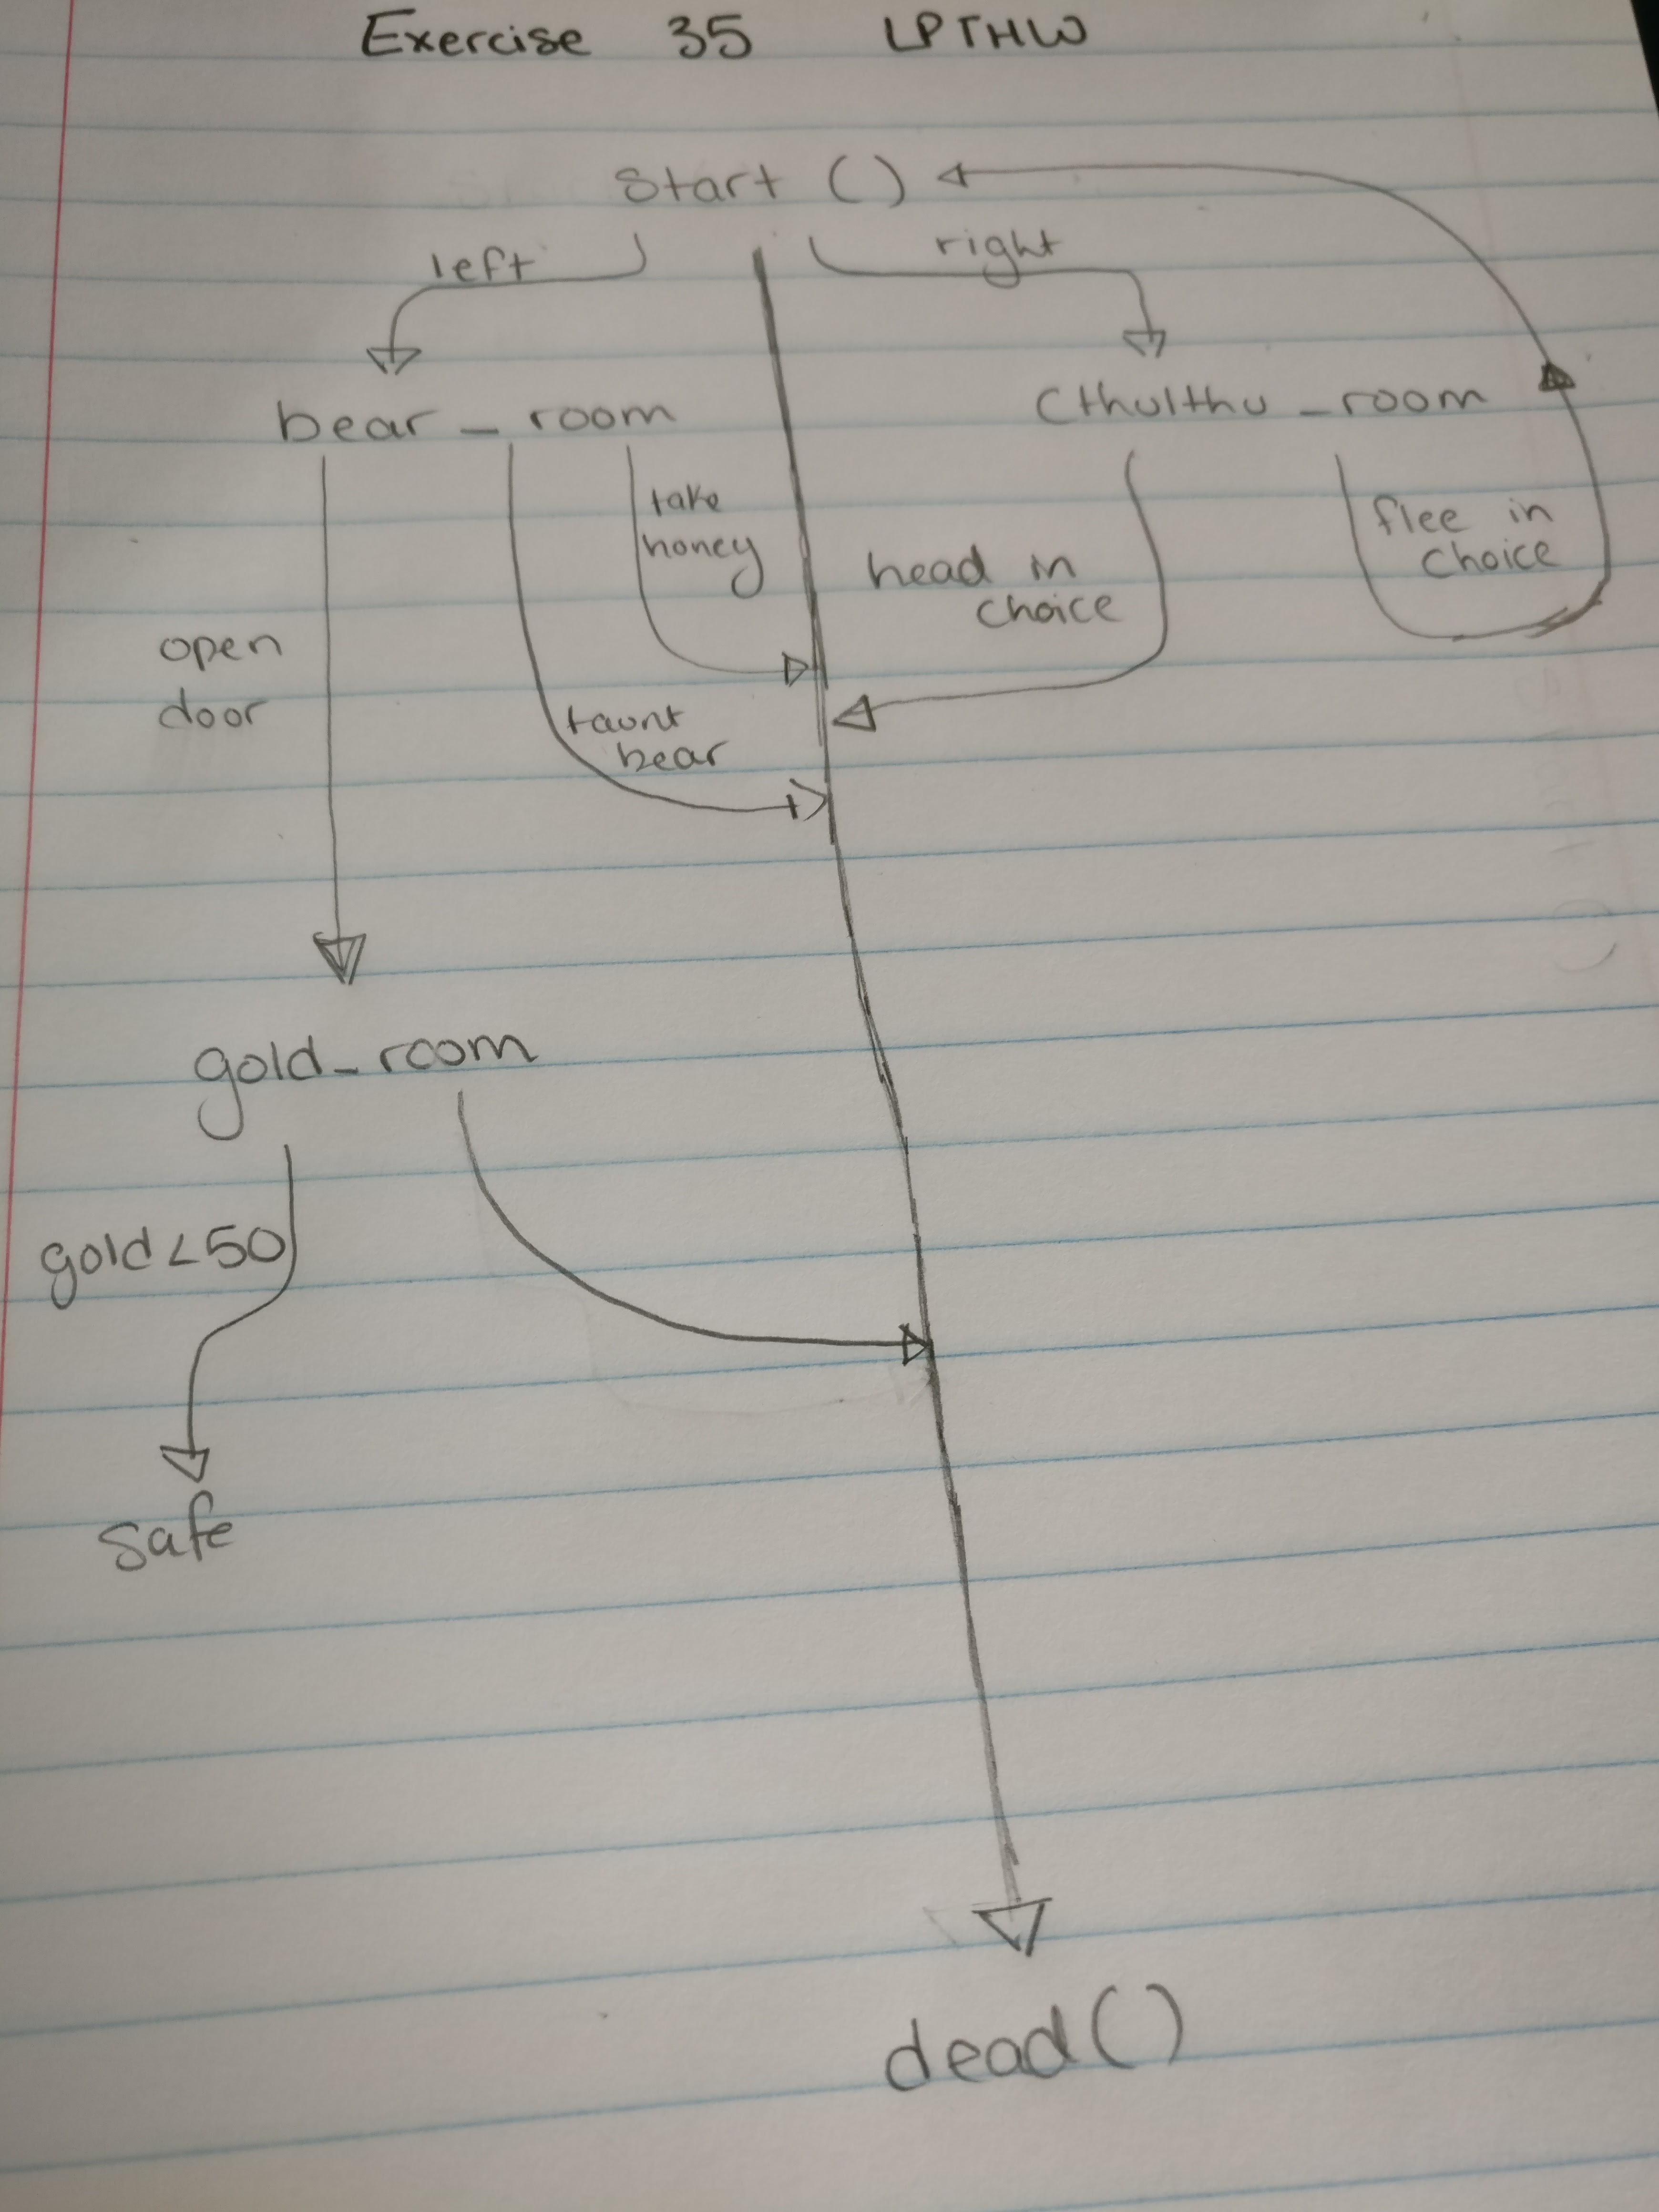 Exercise 35 LPTHW
Start ()
left
right
bear_room
Cthulthu_room
take
honey
flee in
choice
head in
choice
open
door
taunt
bear
gold_room
gold<50
safe
dead()